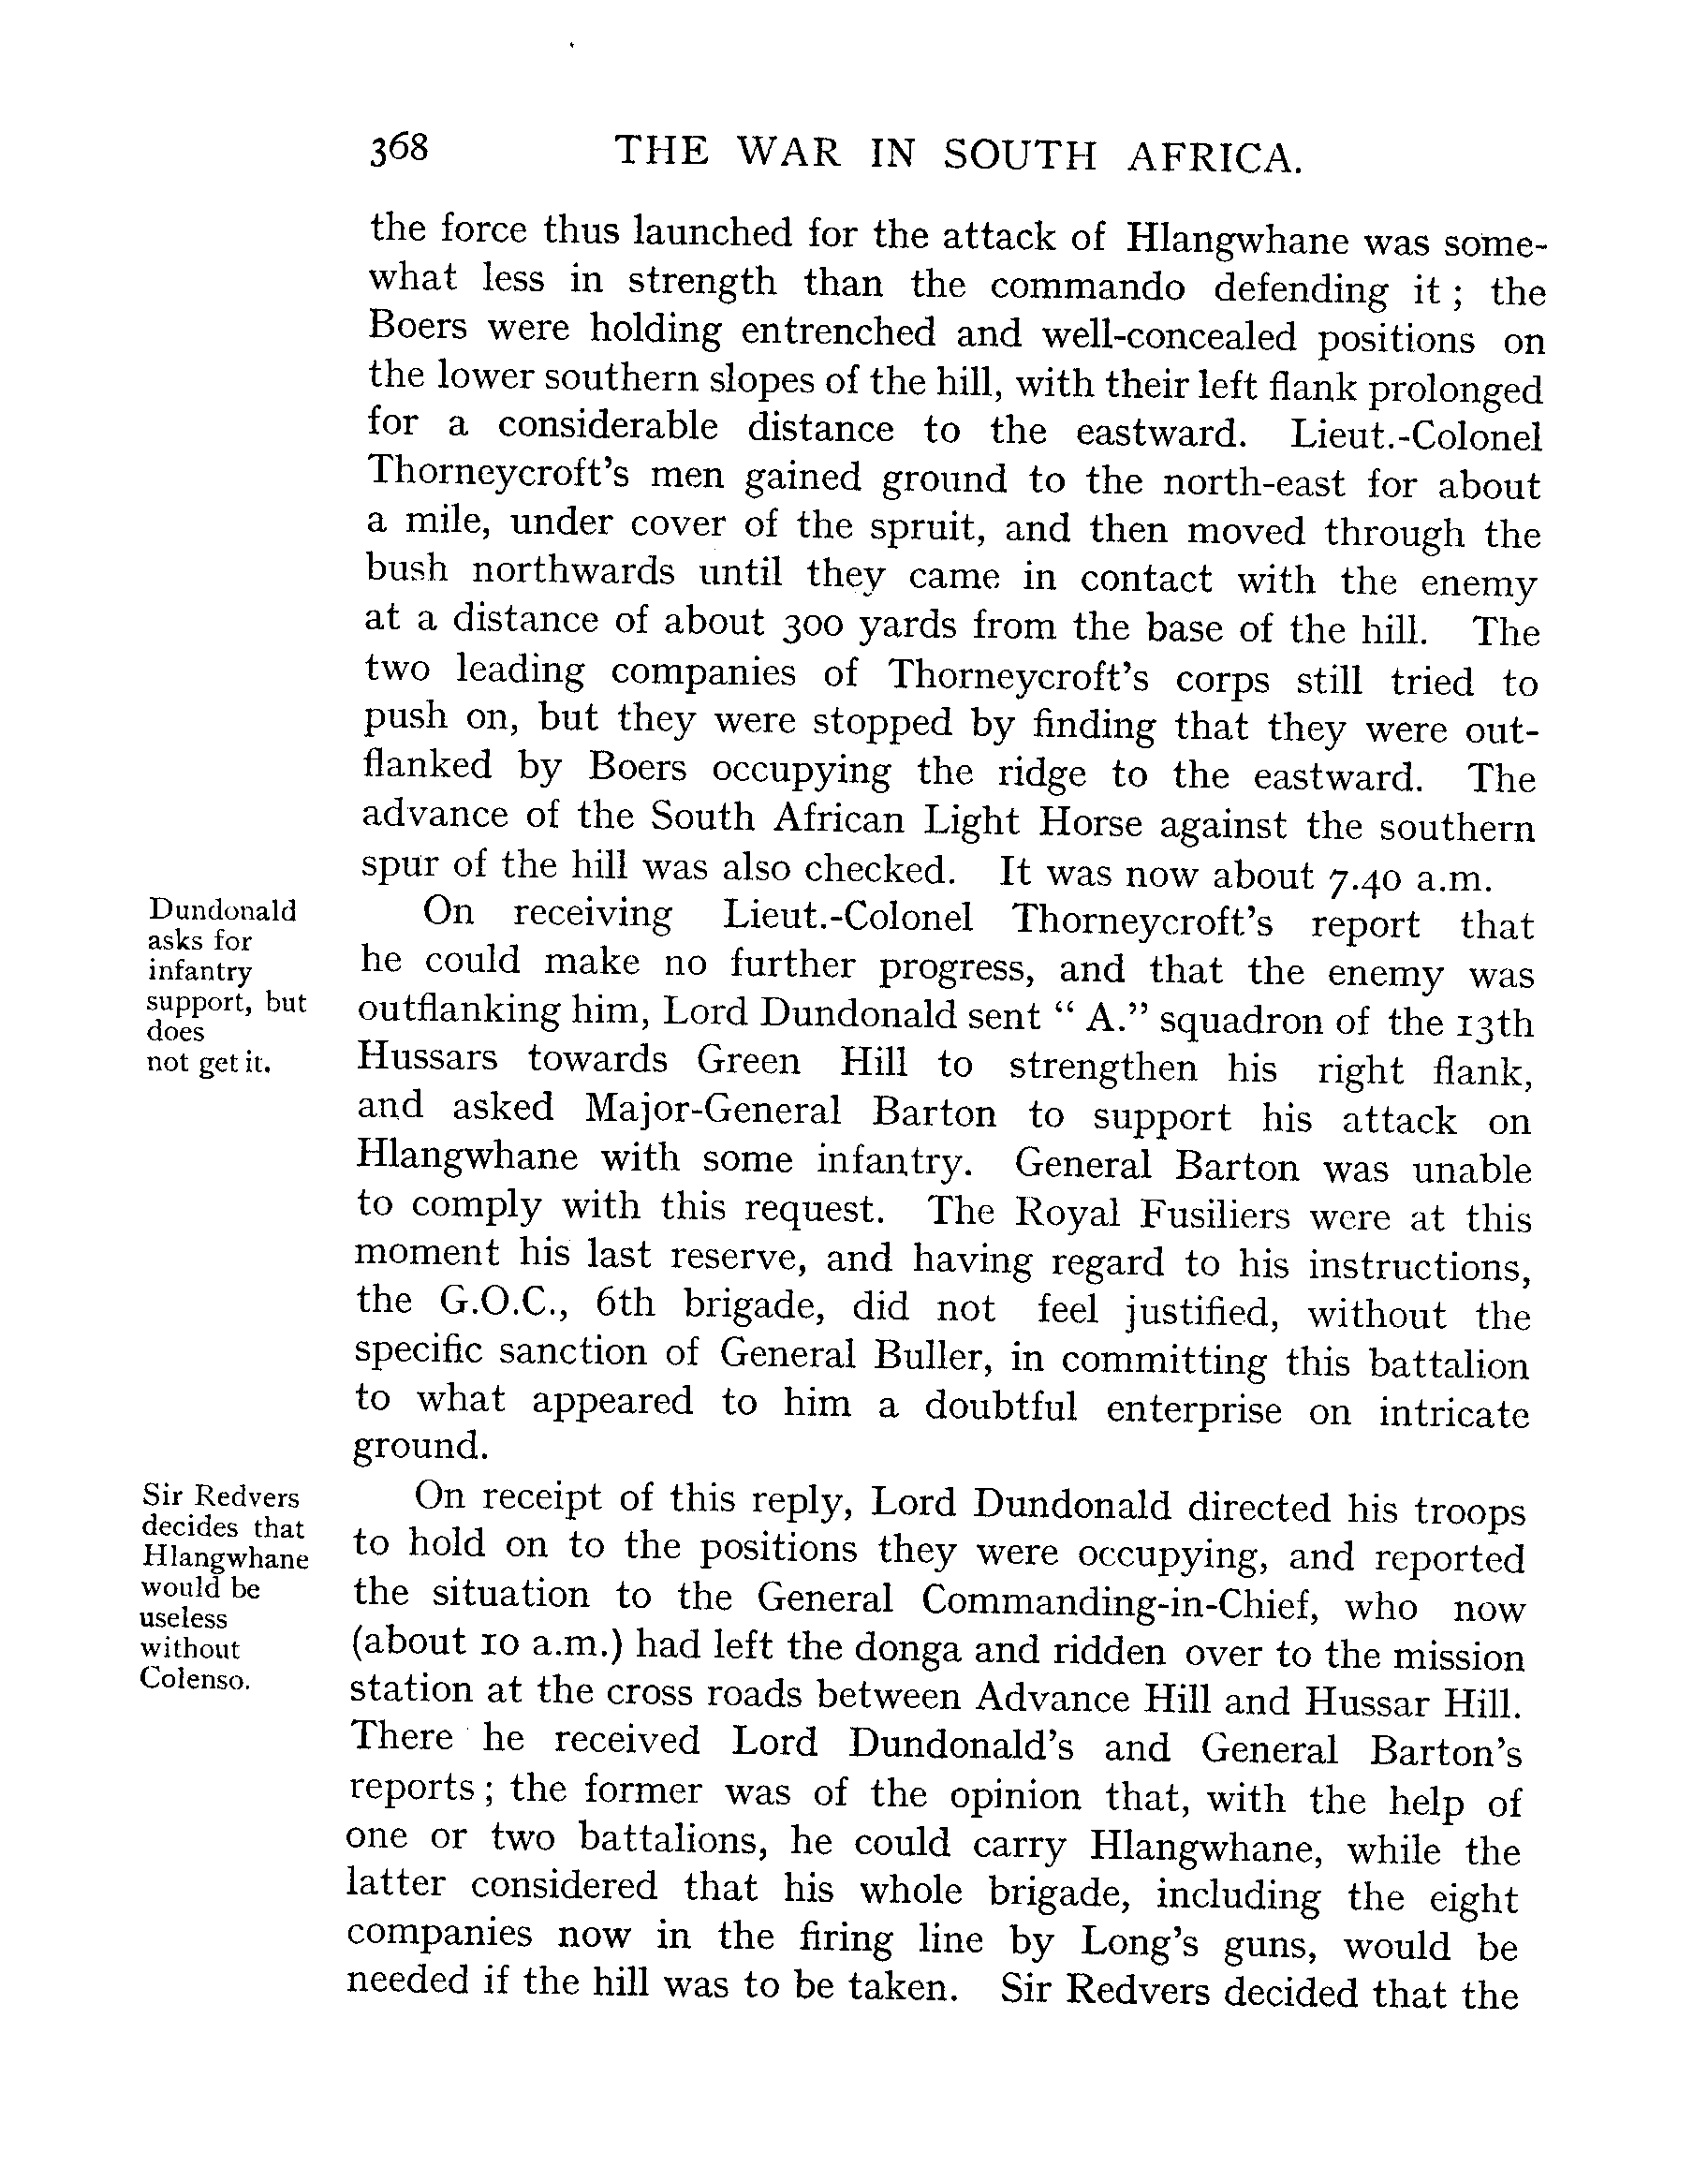 368 THE WAR IN SOUTH AFRICA.
the force thus launched for the attack of Hlangwhane was some-
what less in strength than the commando defending it ; the
Boers were holding entrenched and well-concealed positions on
the lower southern slopes of the hill, with their left flank prolonged
for a considerable distance to the eastward. Lieut.-Colonel
Thorneycroft's men gained ground to the north-east for about
a mile, under cover of the spruit, and then moved through the
bush northwards until they came in contact with the enemy
at a distance of about 300 yards from the base of the hill. The
two leading companies of Thorneycroft's corps still tried to
push on, but they were stopped by finding that they were out-
flanked by Boers occupying the ridge to the eastward. The
advance of the South African Light Horse against the southern
spur of the hill was also checked. It was now about 7.40 a.m.
Dundonald
asks for
infantry
support, but
does
not get it.
On receiving Lieut.-Colonel Thorneycroft's report that
he could make no further progress, and that the enemy was
outflanking him, Lord Dundonald sent “ A.” squadron of the 13th
Hussars towards Green Hill to strengthen his right flank,
and asked Major-General Barton to support his attack on
Hlangwhane with some infantry. General Barton was unable
to comply with this request. The Royal Fusiliers were at this
moment his last reserve, and having regard to his instructions,
the G.O.C., 6th brigade, did not feel justified, without the
specific sanction of General Buller, in committing this battalion
to what appeared to him a doubtful enterprise on intricate
ground.
Sir Redvers
decides that
Hlangwhane
would be
useless
without
Colenso.
On receipt of this reply, Lord Dundonald directed his troops
to hold on to the positions they were occupying, and reported
the situation to the General Commanding-in-Chief, who now
(about 10 a.m.) had left the donga and ridden over to the mission
station at the cross roads between Advance Hill and Hussar Hill.
There he received Lord Dundonald's and General Barton's
reports ; the former was of the opinion that, with the help of
one or two battalions, he could carry Hlangwhane, while the
latter considered that his whole brigade, including the eight
companies now in the firing line by Long's guns, would be
needed if the hill was to be taken. Sir Redvers decided that the